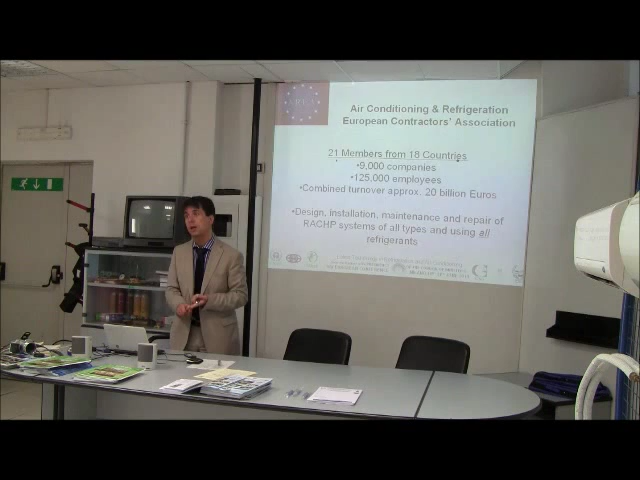 Air Conditioning & Refrigeration
European Contractors' Association
21 Members from 18 Countries
•9,000 companies
•125,000 employees
•Combined turnover approx. 20 billion Euros
•Design, installation, maintenance and repair of
RACHP systems of all types and using all
refrigerants